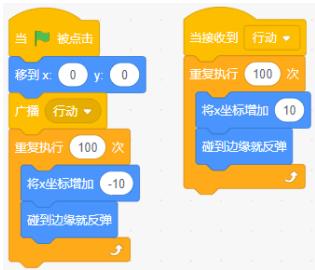 当 被点击
移到 x: 0 y: 0
广播 行动
重复执行 100 次
将x坐标增加 -10
碰到边缘就反弹
当接收到 行动
重复执行 100 次
将x坐标增加 10
碰到边缘就反弹